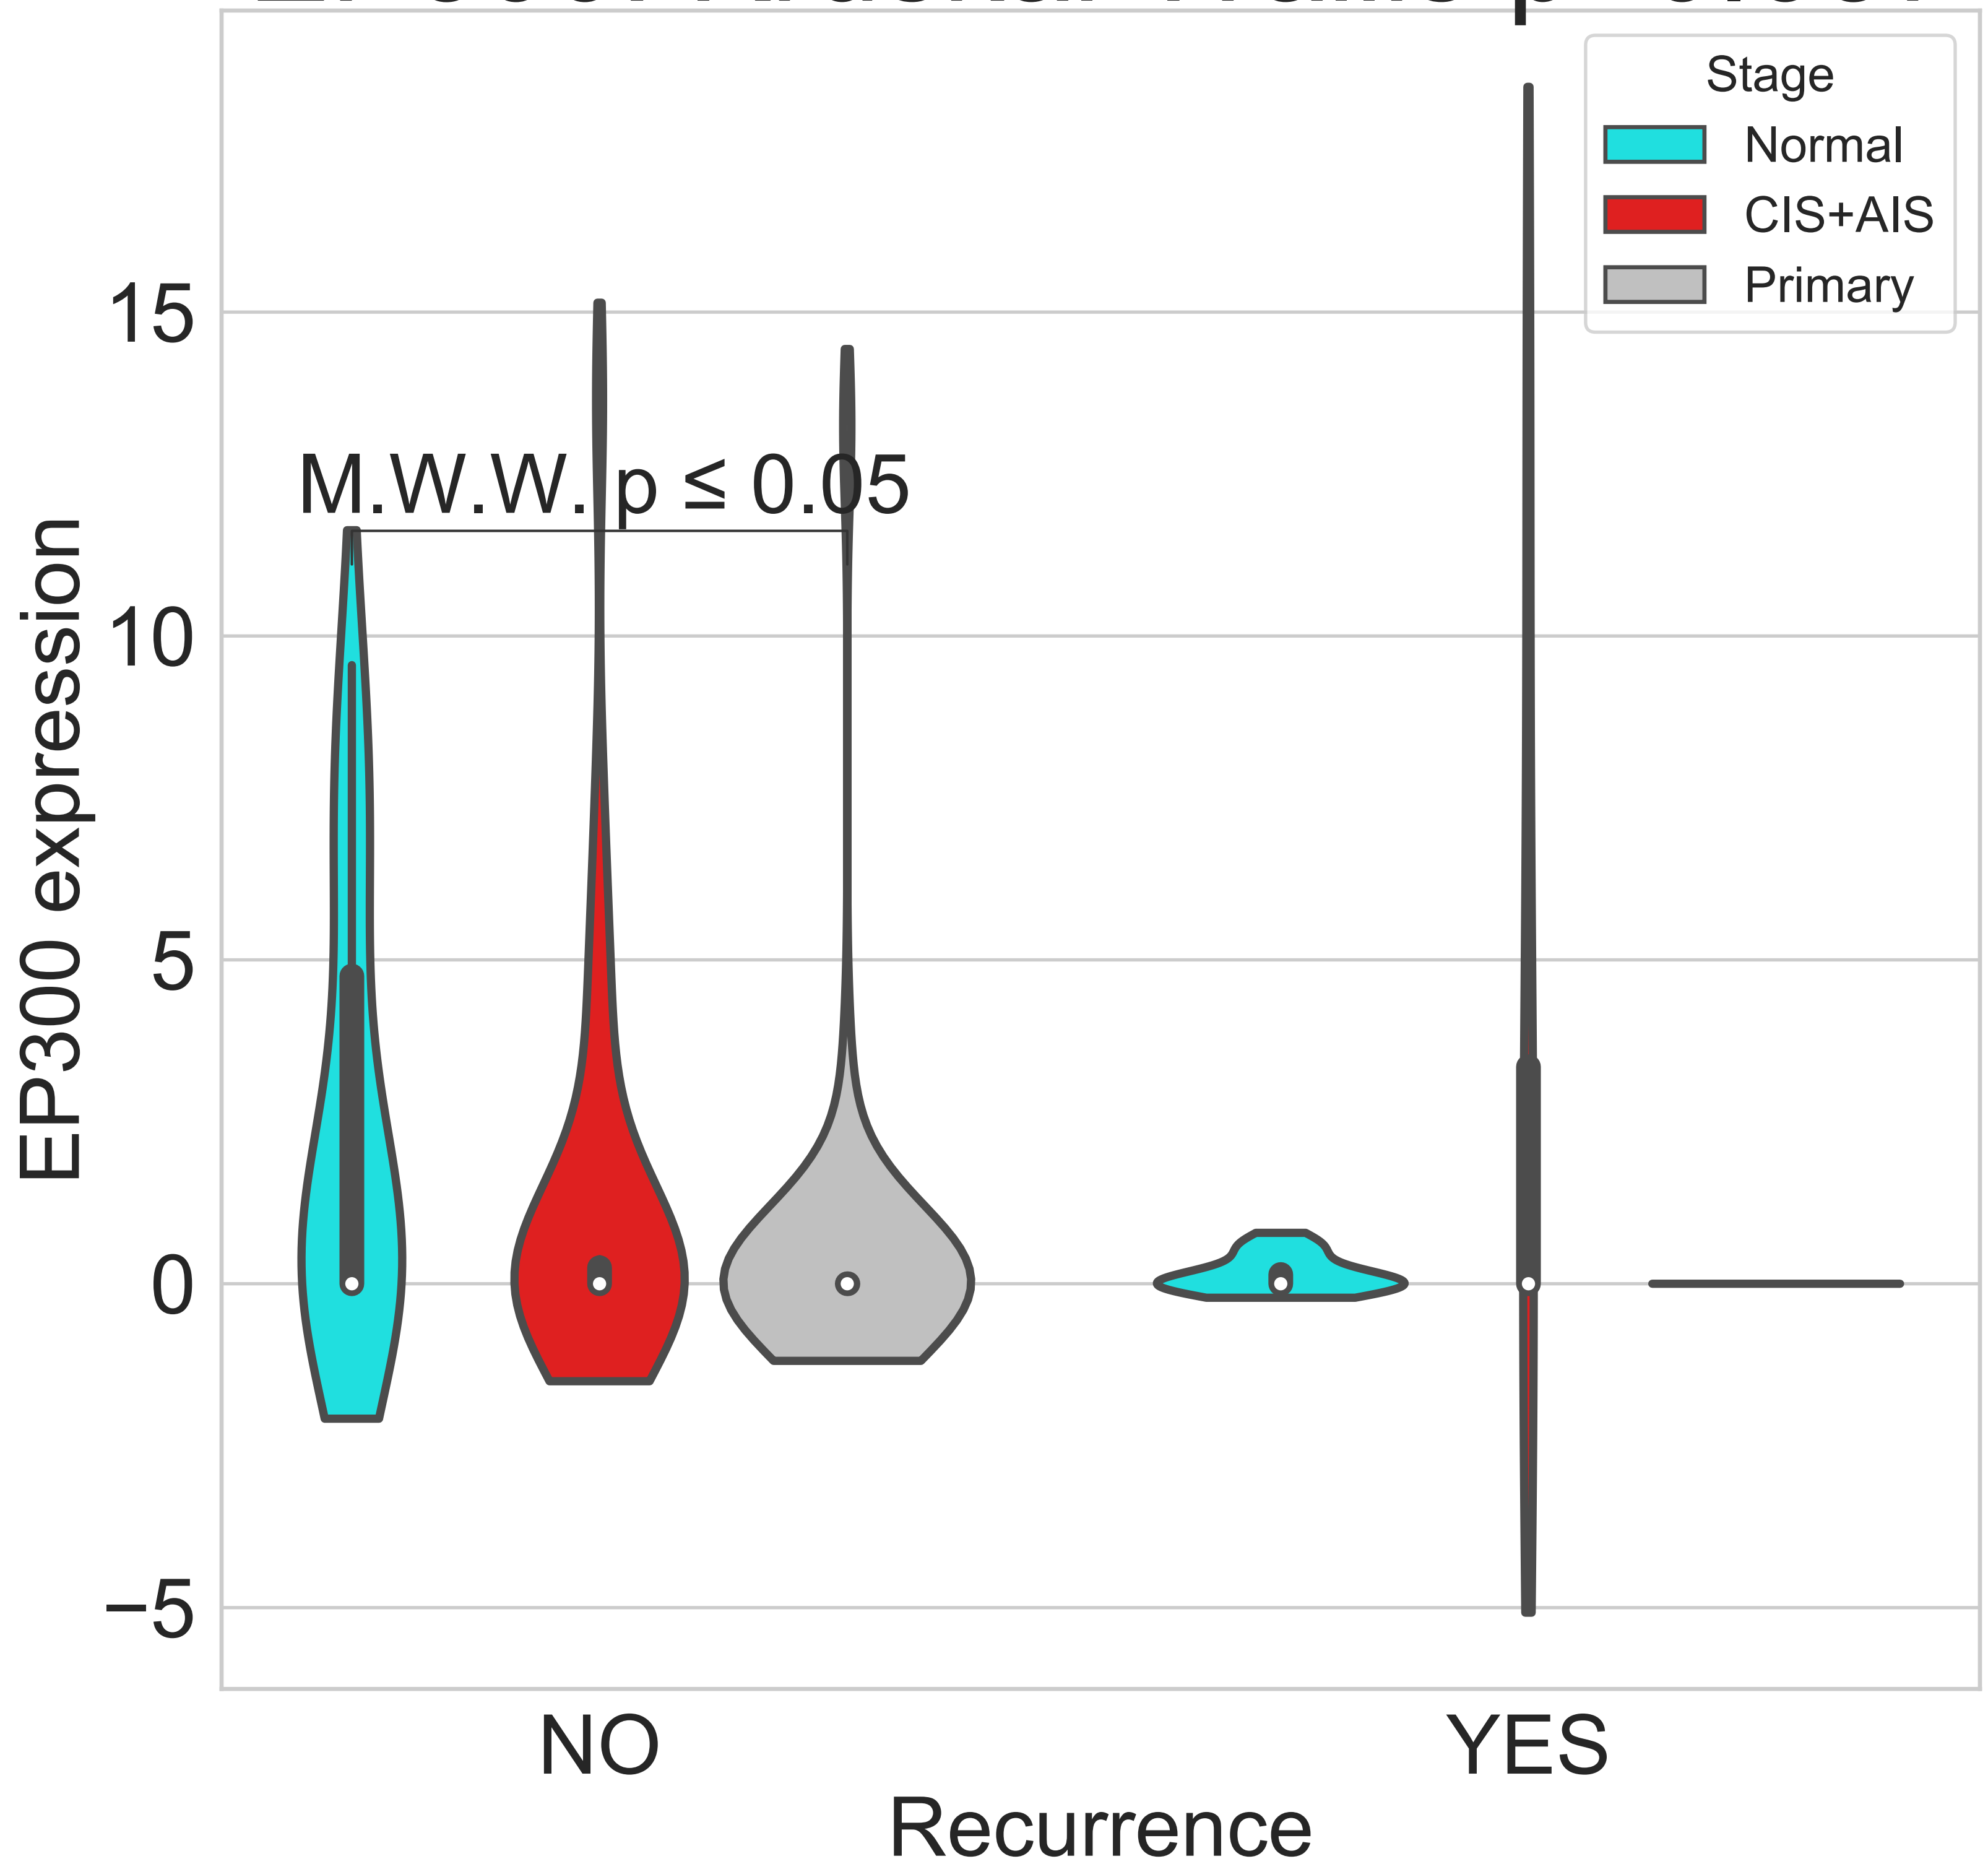 Stage
Normal
CIS+AIS
Primary
15
M.W.W. p ≤ 0.05
10
5
0
−5
EP300 expression
NO
YES
Recurrence